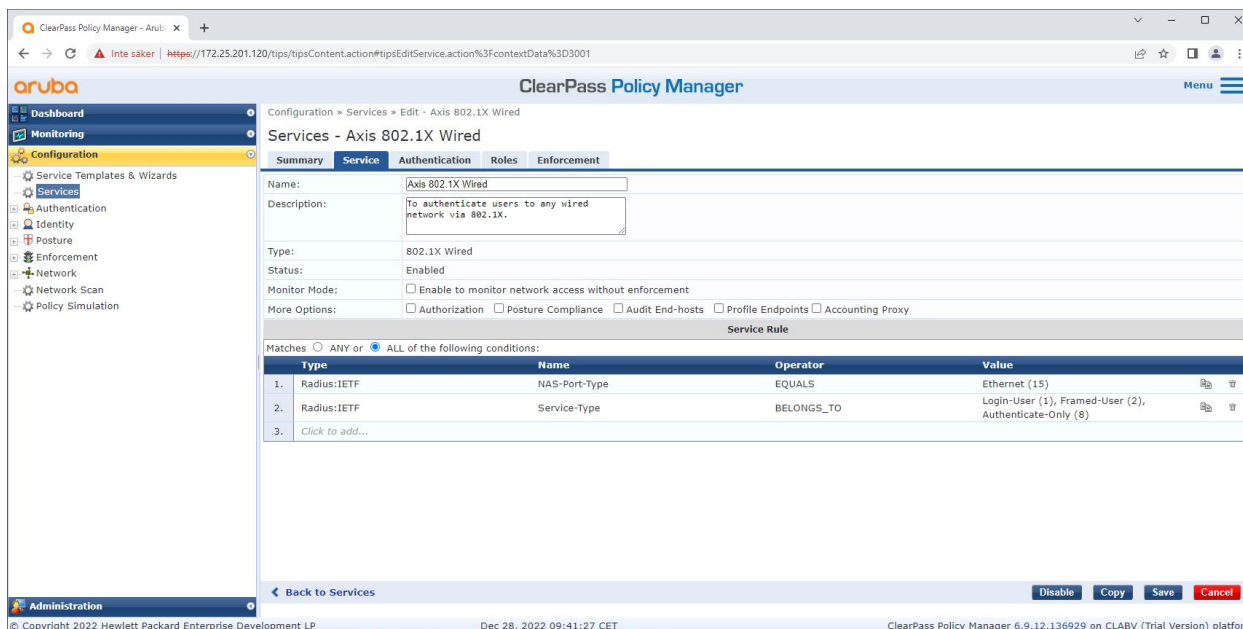 ClearPass Policy Manager - Arub
Inte säker | https://172.25.201.120/tips/tipsContent.action#tipsEditService.action%3FcontextData%3D3001
aruba
ClearPass Policy Manager
Menu
Dashboard
Monitoring
Configuration
Service Templates & Wizards
Services
Authentication
Identity
Posture
Enforcement
Network
Network Scan
Policy Simulation
Administration
Configuration » Services » Edit - Axis 802.1X Wired
Services - Axis 802.1X Wired
Summary Service Authentication Roles Enforcement
Name: Axis 802.1X Wired
Description: To authenticate users to any wired
network via 802.1X.
Type: 802.1X Wired
Status: Enabled
Monitor Mode: Enable to monitor network access without enforcement
More Options: Authorization Posture Compliance Audit End-hosts Profile Endpoints Accounting Proxy
Service Rule
Matches ANY or ALL of the following conditions:
Type Name Operator Value
1. Radius:IETF NAS-Port-Type EQUALS Ethernet (15)
2. Radius:IETF Service-Type BELONGS_TO Login-User (1), Framed-User (2),
Authenticate-Only (8)
3. Click to add...
Back to Services Disable Copy Save Cancel
© Copyright 2022 Hewlett Packard Enterprise Development LP Dec 28, 2022 09:41:27 CET ClearPass Policy Manager 6.9.12.136929 on CLABV (Trial Version) platfor